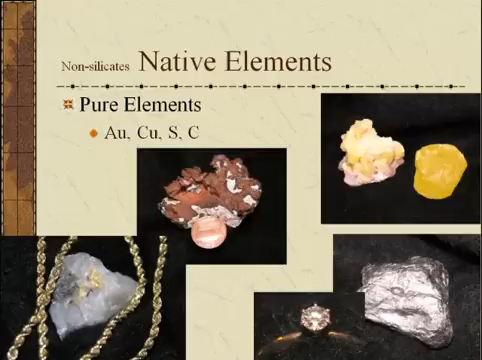 Non-silicates Native Elements
Pure Elements
Au, Cu, S, C